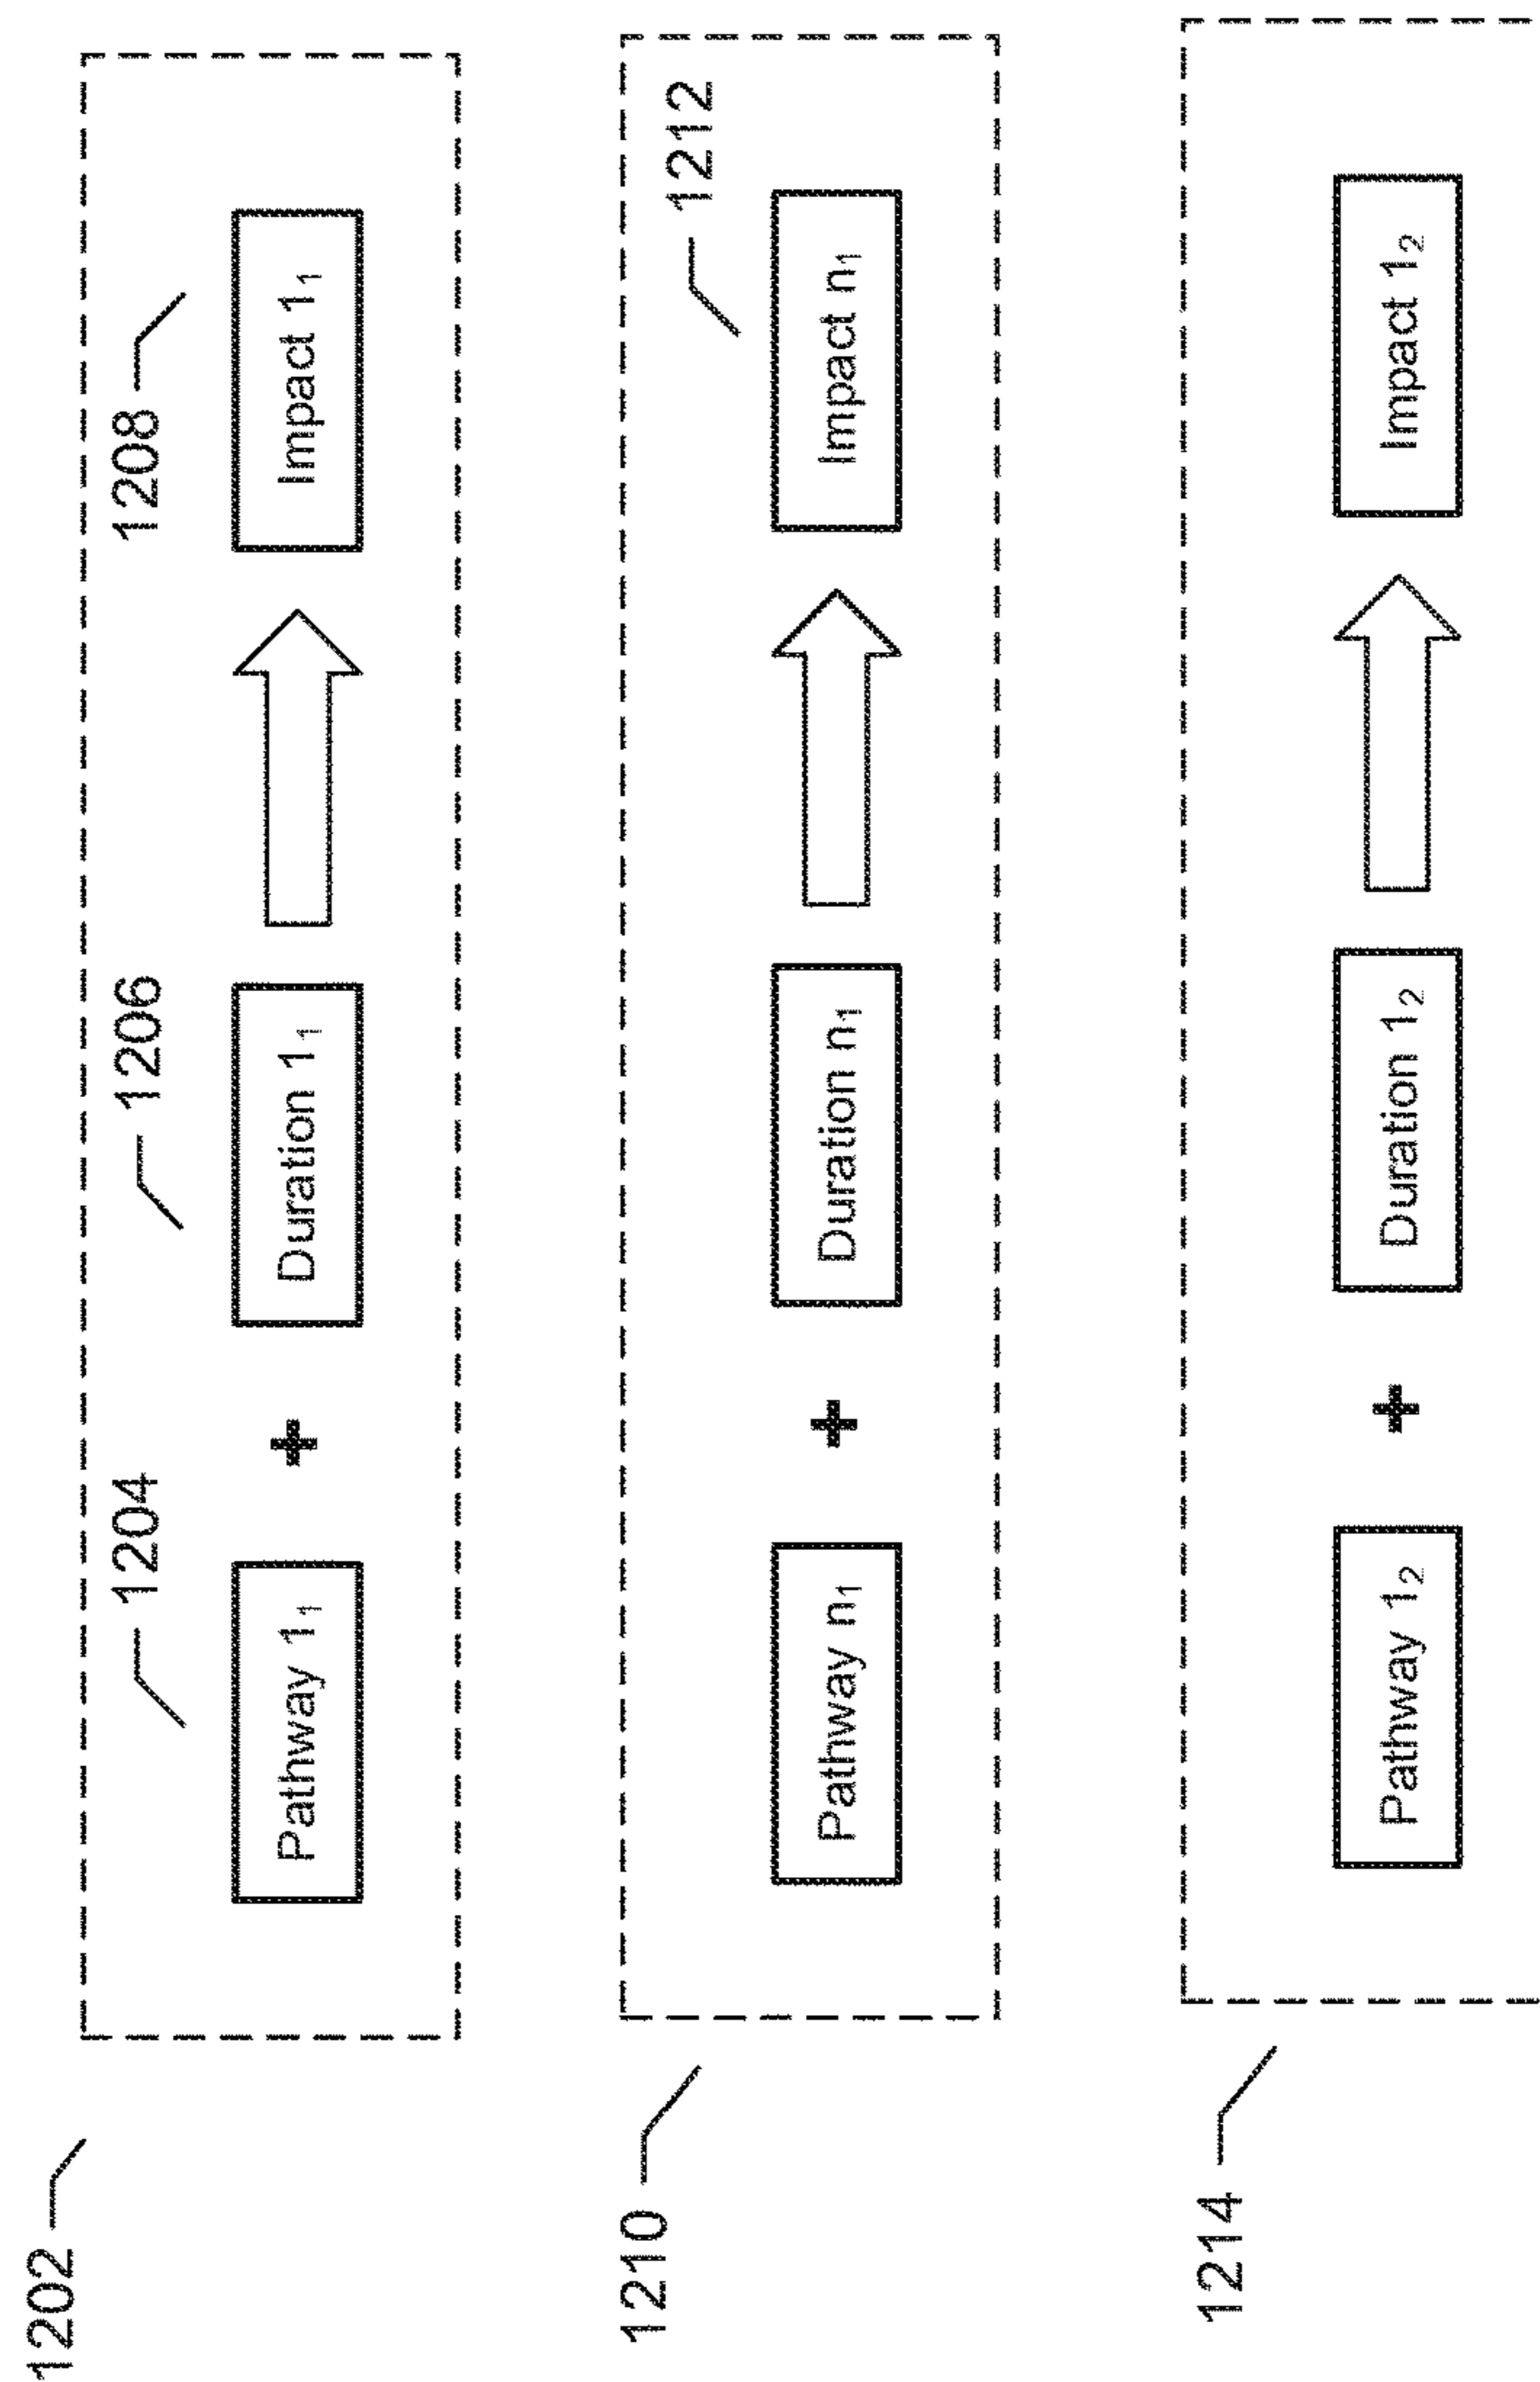 1202
1204
1206
1208
Pathway 1₁ + Duration 1₁ Impact 1₁
1210
1212
Pathway n₁ + Duration n₁ Impact n₁
1214
Pathway 1₂ + Duration 1₂ Impact 1₂